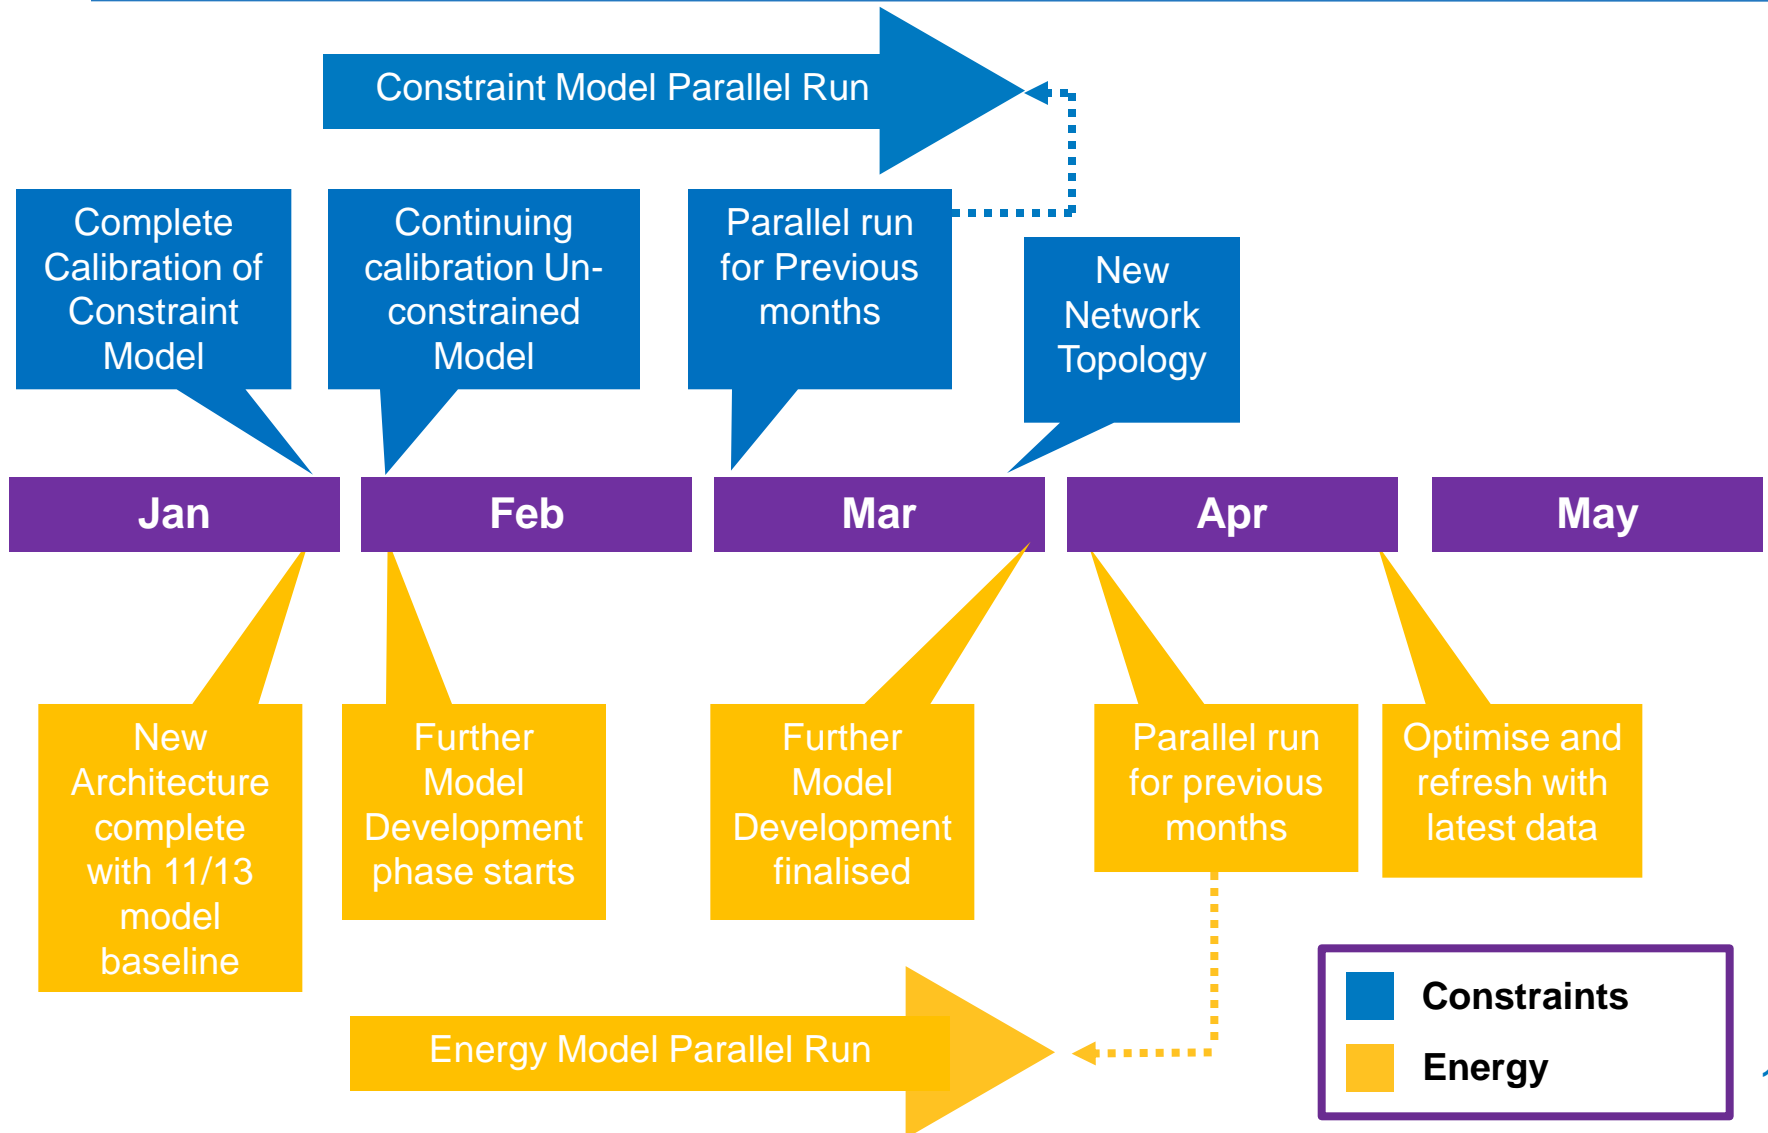 Constraint Model Parallel Run
Complete
Calibration of
Constraint
Model
Continuing
calibration Un-
constrained
Model
Parallel run
for Previous
months
New
Network
Topology
Jan
Feb
Mar
Apr
May
New
Architecture
complete
with 11/13
model
baseline
Further
Model
Development
phase starts
Further
Model
Development
finalised
Parallel run
for previous
months
Optimise and
refresh with
latest data
Energy Model Parallel Run
Constraints
Energy